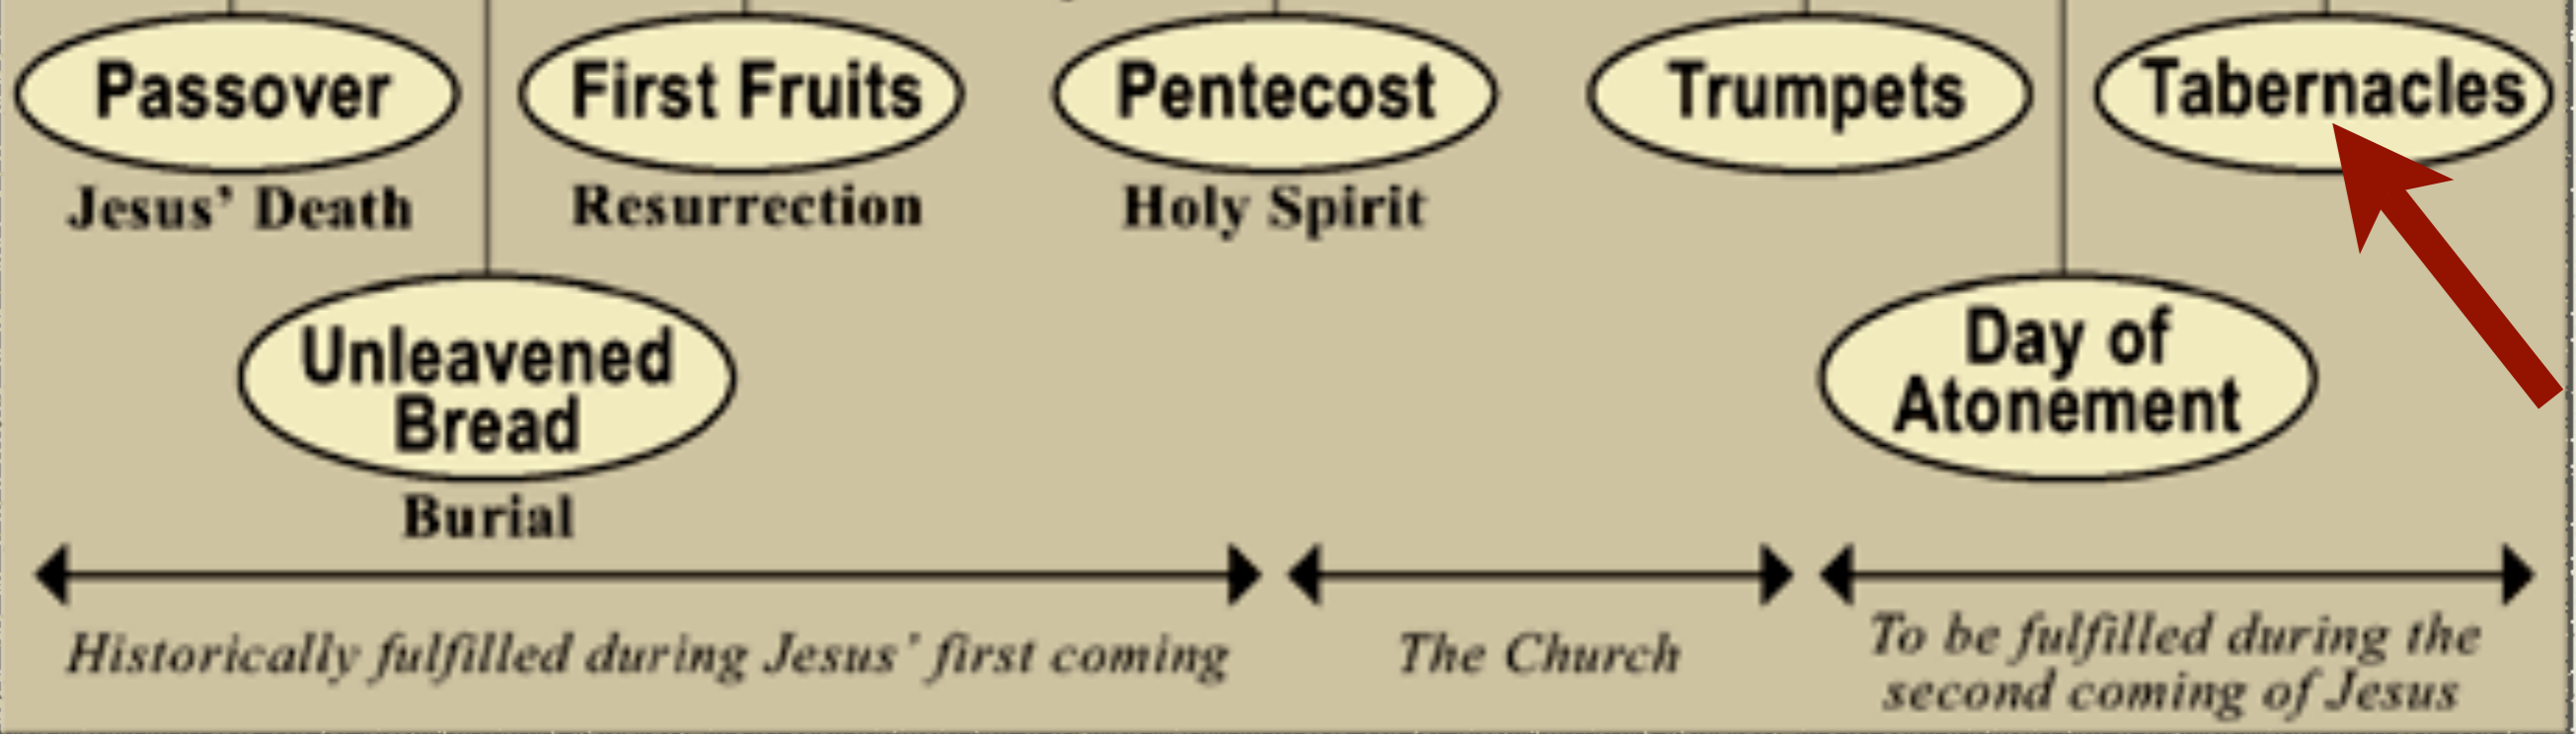 Passover
First Fruits
Pentecost
Trumpets
Tabernacles
Jesus’ Death
Resurrection
Holy Spirit
Unleavened
Bread
Day of
Atonement
Burial
Historically fulfilled during Jesus’ first coming
The Church
To be fulfilled during the
second coming of Jesus